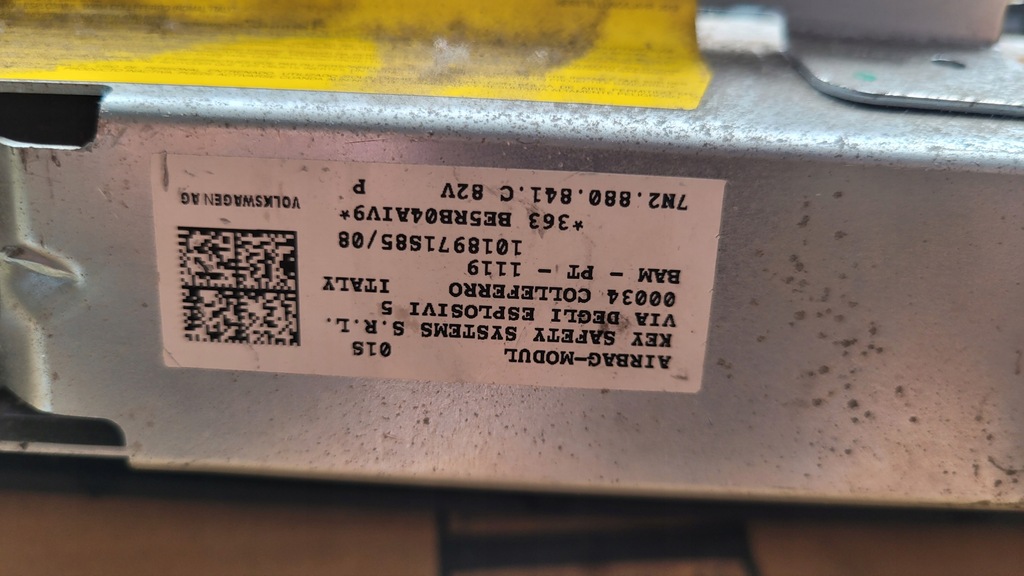 AIRBAG-MODUL 01S
KEY SAFETY SYSTEMS S.R.L.
VIA DEGLI ESPLOSIVI 5
00034 COLLEFERRO ITALY
BAM - PT - 1119
1018971S85/08
*363 BE5RB04AIV9*
7N2.880.841.C 82V P
VOLKSWAGEN AG